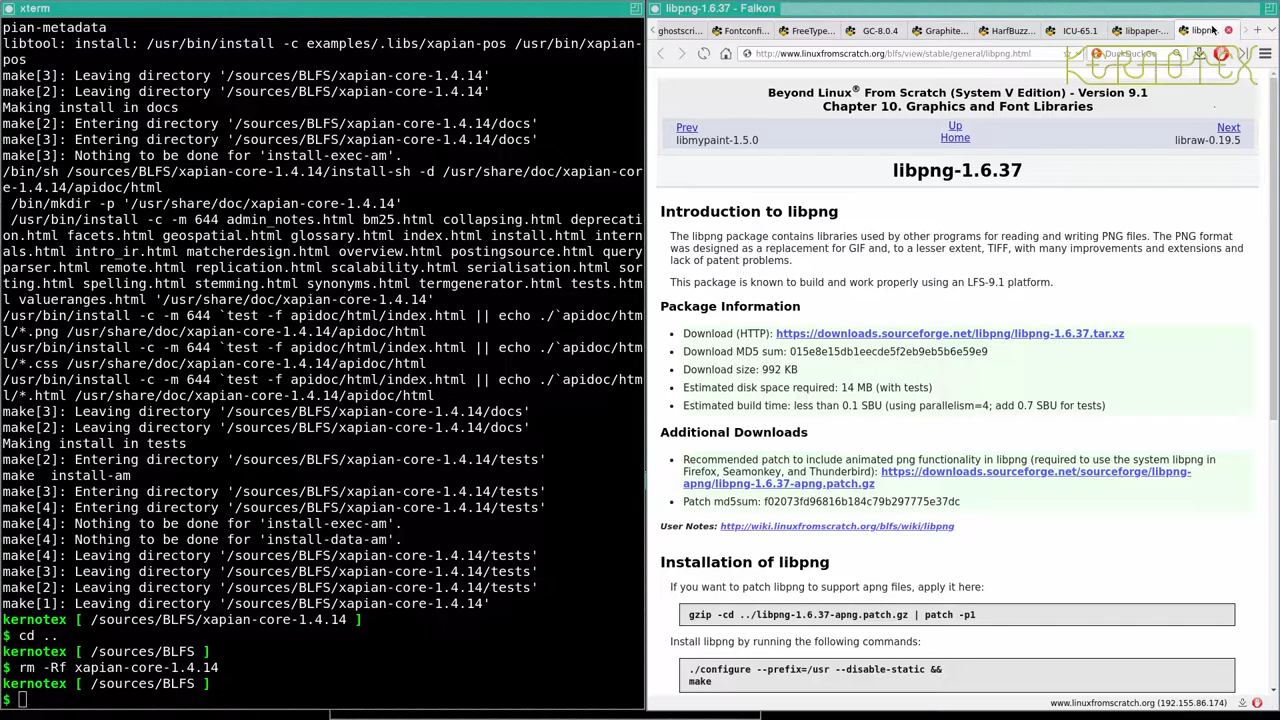 xterm
pian-metadata
libtool: install: /usr/bin/install -c examples/.libs/xapian-pos /usr/bin/xapian-
pos
make[3]: Leaving directory '/sources/BLFS/xapian-core-1.4.14'
make[2]: Leaving directory '/sources/BLFS/xapian-core-1.4.14'
Making install in docs
make[2]: Entering directory '/sources/BLFS/xapian-core-1.4.14/docs'
make[3]: Entering directory '/sources/BLFS/xapian-core-1.4.14/docs'
make[3]: Nothing to be done for 'install-exec-am'.
/bin/sh /sources/BLFS/xapian-core-1.4.14/install-sh -d /usr/share/doc/xapian-cor
e-1.4.14/apidoc/html
/bin/mkdir -p '/usr/share/doc/xapian-core-1.4.14'
/usr/bin/install -c -m 644 admin_notes.html bm25.html collapsing.html deprecati
on.html facets.html geospatial.html glossary.html index.html install.html intern
als.html intro_ir.html matcherdesign.html overview.html postingsource.html query
parser.html remote.html replication.html scalability.html serialisation.html sor
ting.html spelling.html stemming.html synonyms.html termgenerator.html tests.htm
l valueranges.html '/usr/share/doc/xapian-core-1.4.14'
/usr/bin/install -c -m 644 `test -f apidoc/html/index.html || echo ./`apidoc/htm
l/*.png /usr/share/doc/xapian-core-1.4.14/apidoc/html
/usr/bin/install -c -m 644 `test -f apidoc/html/index.html || echo ./`apidoc/htm
l/*.css /usr/share/doc/xapian-core-1.4.14/apidoc/html
/usr/bin/install -c -m 644 `test -f apidoc/html/index.html || echo ./`apidoc/htm
l/*.html /usr/share/doc/xapian-core-1.4.14/apidoc/html
make[3]: Leaving directory '/sources/BLFS/xapian-core-1.4.14/docs'
make[2]: Leaving directory '/sources/BLFS/xapian-core-1.4.14/docs'
Making install in tests
make[2]: Entering directory '/sources/BLFS/xapian-core-1.4.14/tests'
make  install-am
make[3]: Entering directory '/sources/BLFS/xapian-core-1.4.14/tests'
make[4]: Entering directory '/sources/BLFS/xapian-core-1.4.14/tests'
make[4]: Nothing to be done for 'install-exec-am'.
make[4]: Nothing to be done for 'install-data-am'.
make[4]: Leaving directory '/sources/BLFS/xapian-core-1.4.14/tests'
make[3]: Leaving directory '/sources/BLFS/xapian-core-1.4.14/tests'
make[2]: Leaving directory '/sources/BLFS/xapian-core-1.4.14/tests'
make[1]: Leaving directory '/sources/BLFS/xapian-core-1.4.14'
kernotex [ /sources/BLFS/xapian-core-1.4.14 ]
$ cd ..
kernotex [ /sources/BLFS ]
$ rm -Rf xapian-core-1.4.14
kernotex [ /sources/BLFS ]
$
libpng-1.6.37 - Falkon
ghostscri... Fontconfi... FreeType... GC-8.0.4 Graphite... HarfBuzz... ICU-65.1 libpaper-... libpn
http://www.linuxfromscratch.org/blfs/view/stable/general/libpng.html DuckDuckGo
KERNOTEX
Beyond Linux® From Scratch (System V Edition) - Version 9.1
Chapter 10. Graphics and Font Libraries
Prev Up Next
libmypaint-1.5.0 Home libraw-0.19.5
libpng-1.6.37
Introduction to libpng
The libpng package contains libraries used by other programs for reading and writing PNG files. The PNG format
was designed as a replacement for GIF and, to a lesser extent, TIFF, with many improvements and extensions and
lack of patent problems.
This package is known to build and work properly using an LFS-9.1 platform.
Package Information
Download (HTTP): https://downloads.sourceforge.net/libpng/libpng-1.6.37.tar.xz
Download MD5 sum: 015e8e15db1eecde5f2eb9eb5b6e59e9
Download size: 992 KB
Estimated disk space required: 14 MB (with tests)
Estimated build time: less than 0.1 SBU (using parallelism=4; add 0.7 SBU for tests)
Additional Downloads
Recommended patch to include animated png functionality in libpng (required to use the system libpng in
Firefox, Seamonkey, and Thunderbird): https://downloads.sourceforge.net/sourceforge/libpng-
apng/libpng-1.6.37-apng.patch.gz
Patch md5sum: f02073fd96816b184c79b297775e37dc
User Notes: http://wiki.linuxfromscratch.org/blfs/wiki/libpng
Installation of libpng
If you want to patch libpng to support apng files, apply it here:
gzip -cd ../libpng-1.6.37-apng.patch.gz | patch -p1
Install libpng by running the following commands:
./configure --prefix=/usr --disable-static &&
make
www.linuxfromscratch.org (192.155.86.174)